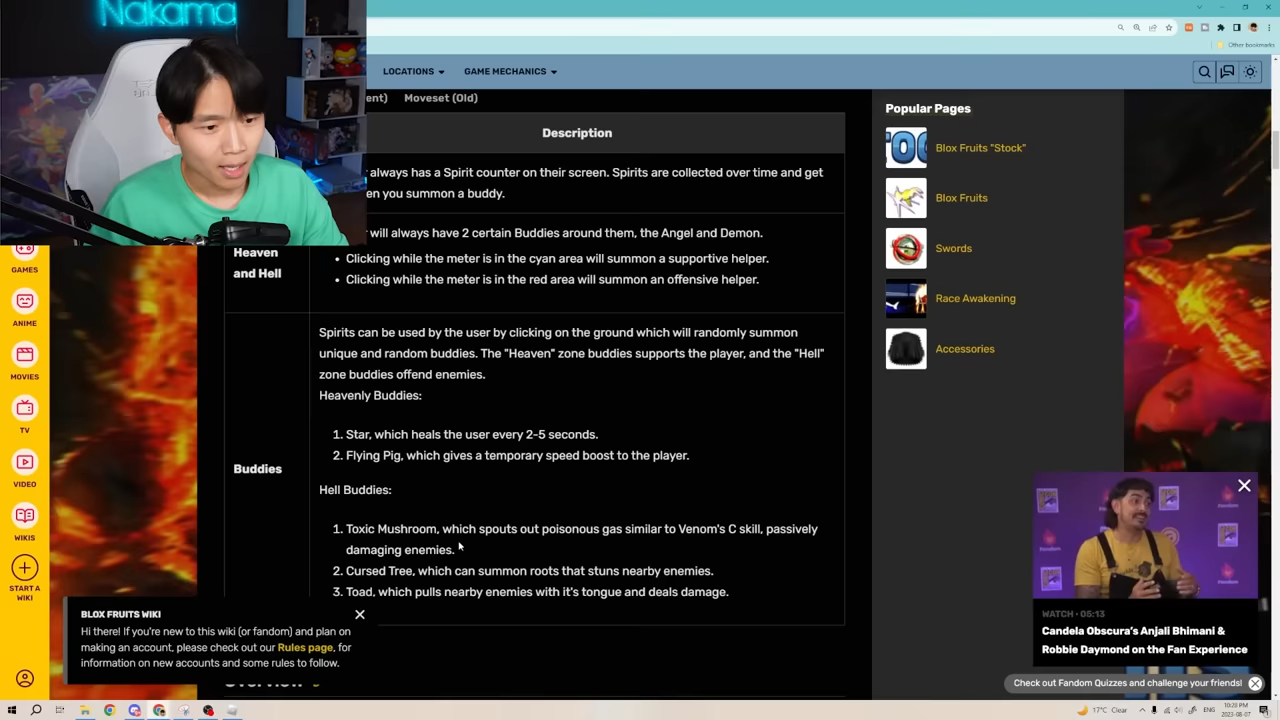 Nakama
Other bookmarks
LOCATIONS
GAME MECHANICS
ent)
Moveset (Old)
Description
always has a Spirit counter on their screen. Spirits are collected over time and get
en you summon a buddy.
Heaven
and Hell
will always have 2 certain Buddies around them, the Angel and Demon.
• Clicking while the meter is in the cyan area will summon a supportive helper.
• Clicking while the meter is in the red area will summon an offensive helper.
Buddies
Spirits can be used by the user by clicking on the ground which will randomly summon
unique and random buddies. The "Heaven" zone buddies supports the player, and the "Hell"
zone buddies offend enemies.
Heavenly Buddies:
1. Star, which heals the user every 2-5 seconds.
2. Flying Pig, which gives a temporary speed boost to the player.
Hell Buddies:
1. Toxic Mushroom, which spouts out poisonous gas similar to Venom's C skill, passively
damaging enemies.
2. Cursed Tree, which can summon roots that stuns nearby enemies.
3. Toad, which pulls nearby enemies with it's tongue and deals damage.
Overview
Popular Pages
Blox Fruits "Stock"
Blox Fruits
Swords
Race Awakening
Accessories
GAMES
ANIME
MOVIES
TV
VIDEO
WIKIS
START A
WIKI
BLOX FRUITS WIKI
Hi there! If you're new to this wiki (or fandom) and plan on
making an account, please check out our Rules page, for
information on new accounts and some rules to follow.
WATCH • 05:13
Candela Obscura's Anjali Bhimani &
Robbie Daymond on the Fan Experience
Check out Fandom Quizzes and challenge your friends!
17°C Clear
ENG
10:28 PM
2023-08-07